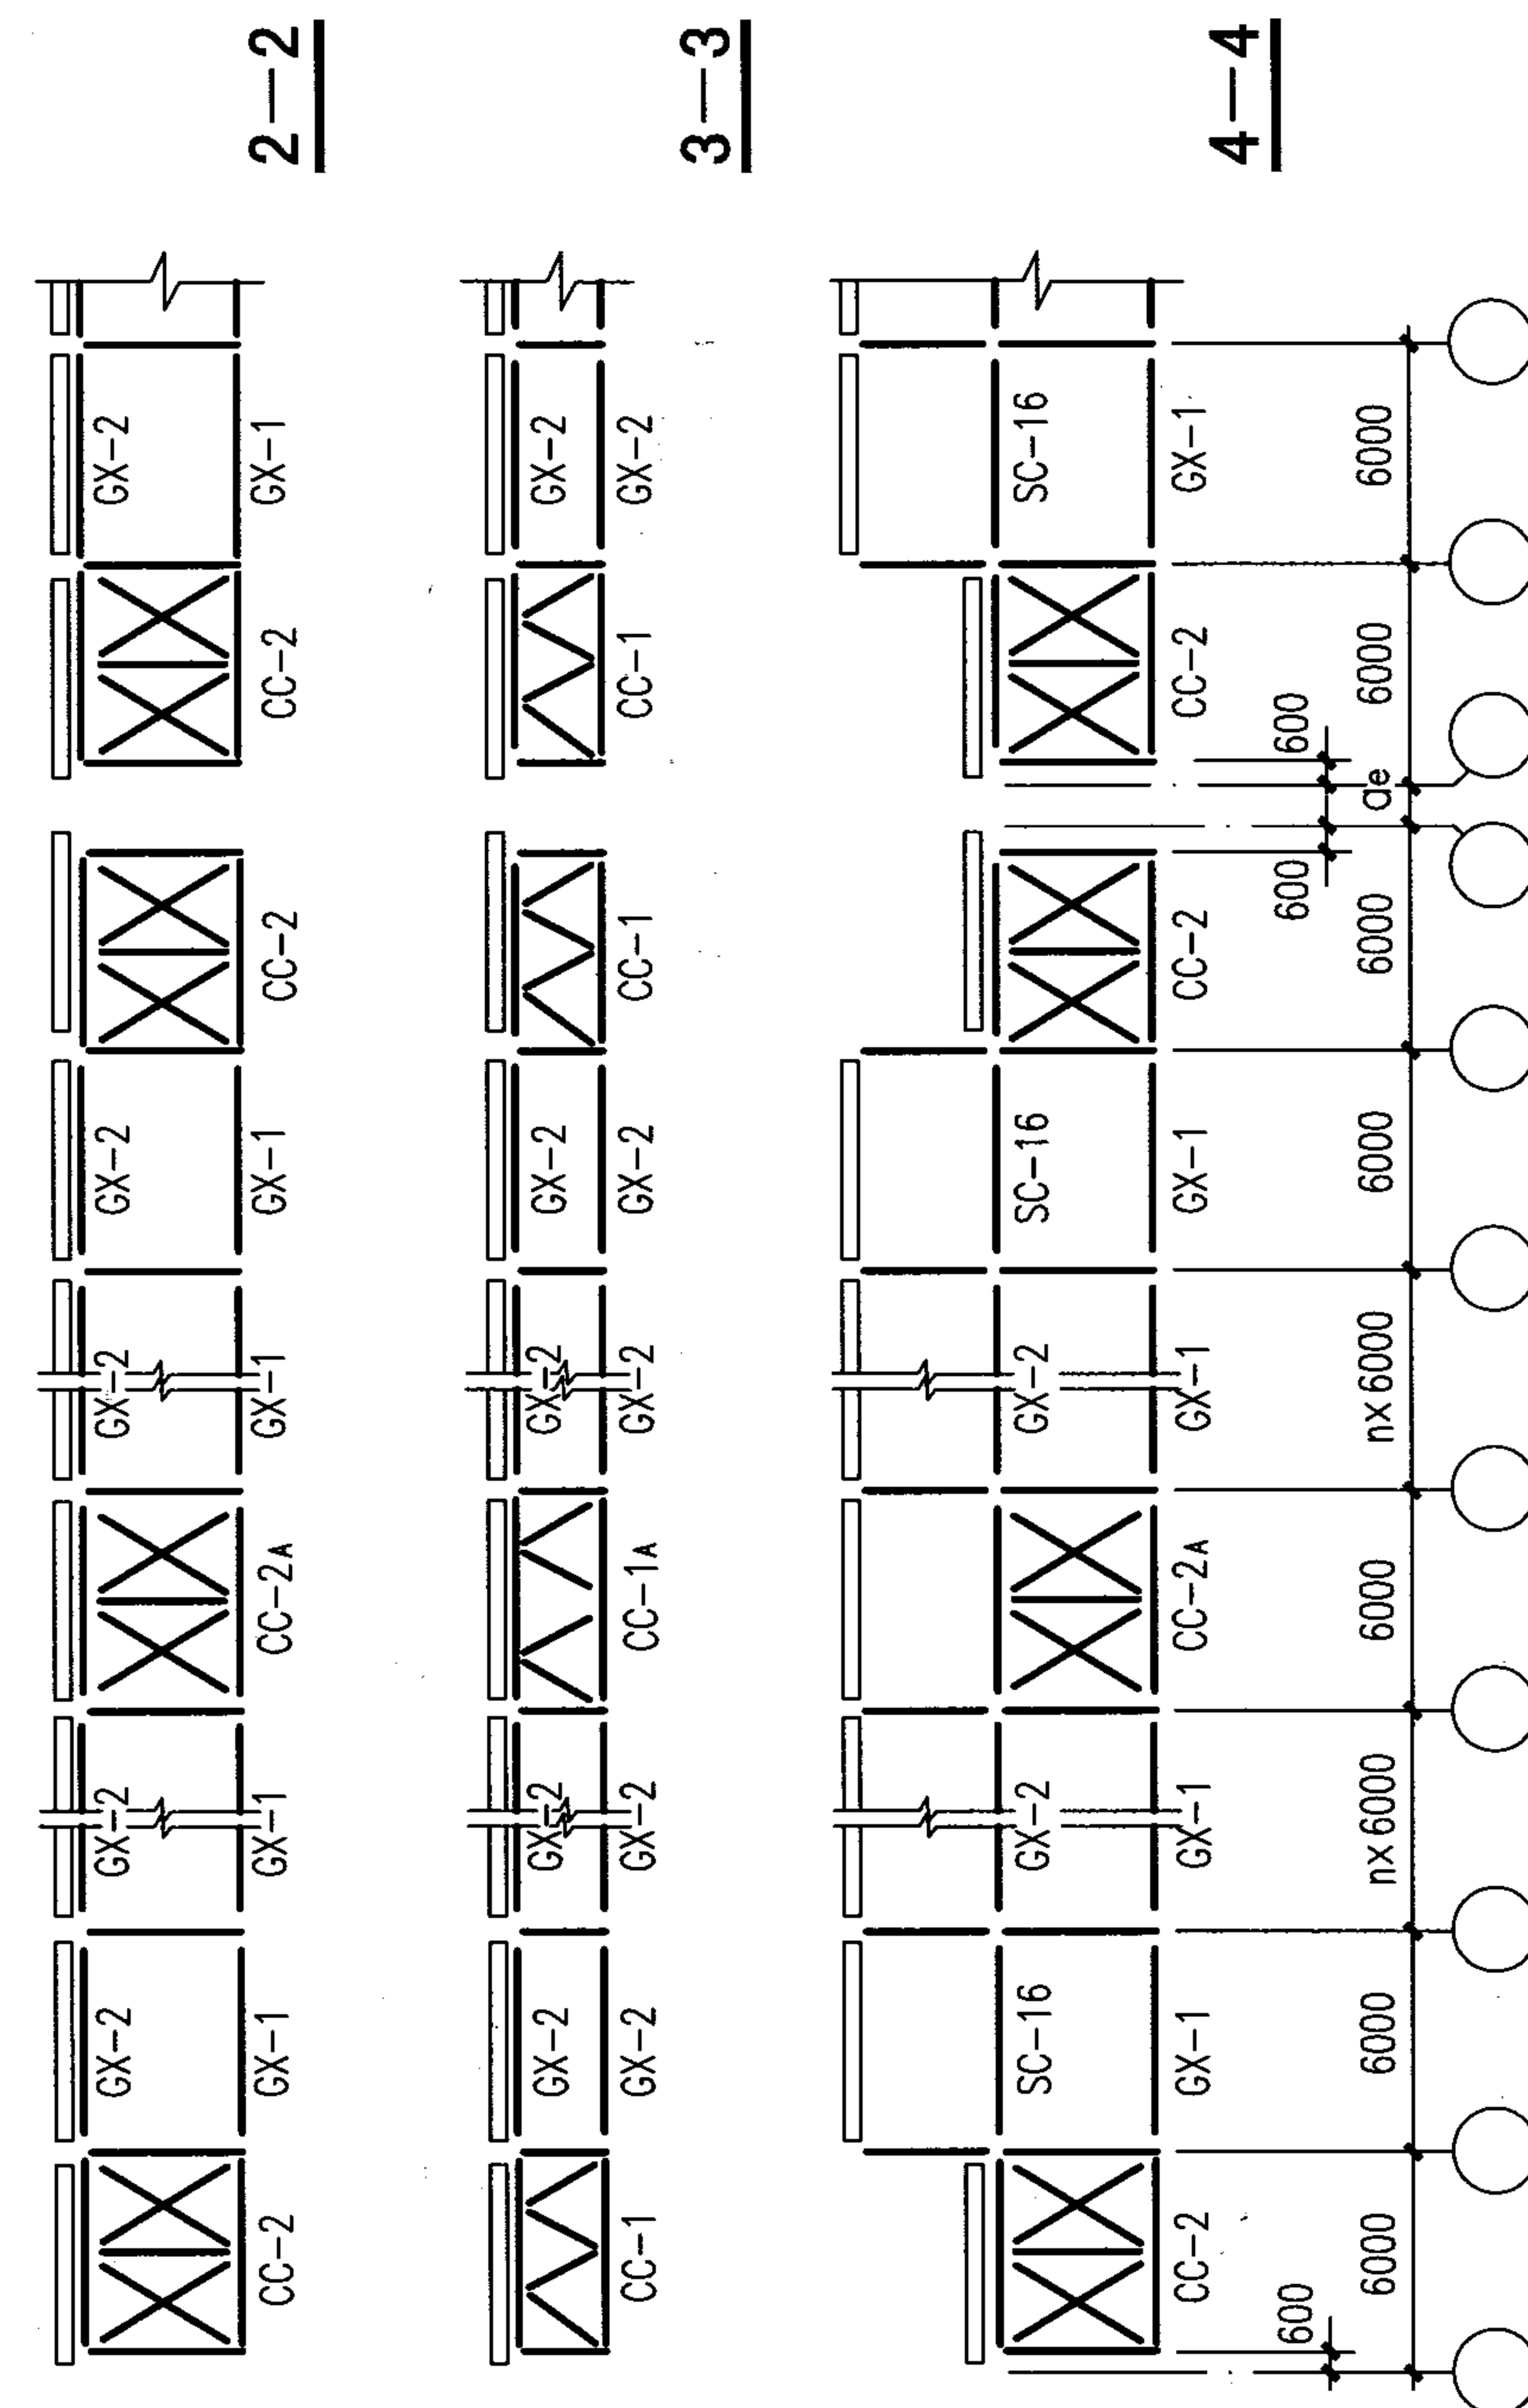 GX-2 GX-2 GX-2 GX-2 GX-2
CC-2 GX-1 GX-1 CC-2A GX-1 GX-1 CC-2 CC-2 GX-1
2—2
GX-2 GX-2 GX-2 GX-2 GX-2
CC-1 GX-2 GX-2 CC-1A GX-2 GX-2 CC-1 CC-1 GX-2
3—3
SC-16 GX-2 GX-2 SC-16 SC-16
CC-2 GX-1 GX-1 CC-2A GX-1 GX-1 CC-2 CC-2 GX-1
4—4
600 600 600
6000 6000 nx6000 6000 nx6000 6000 6000 ae 6000 6000